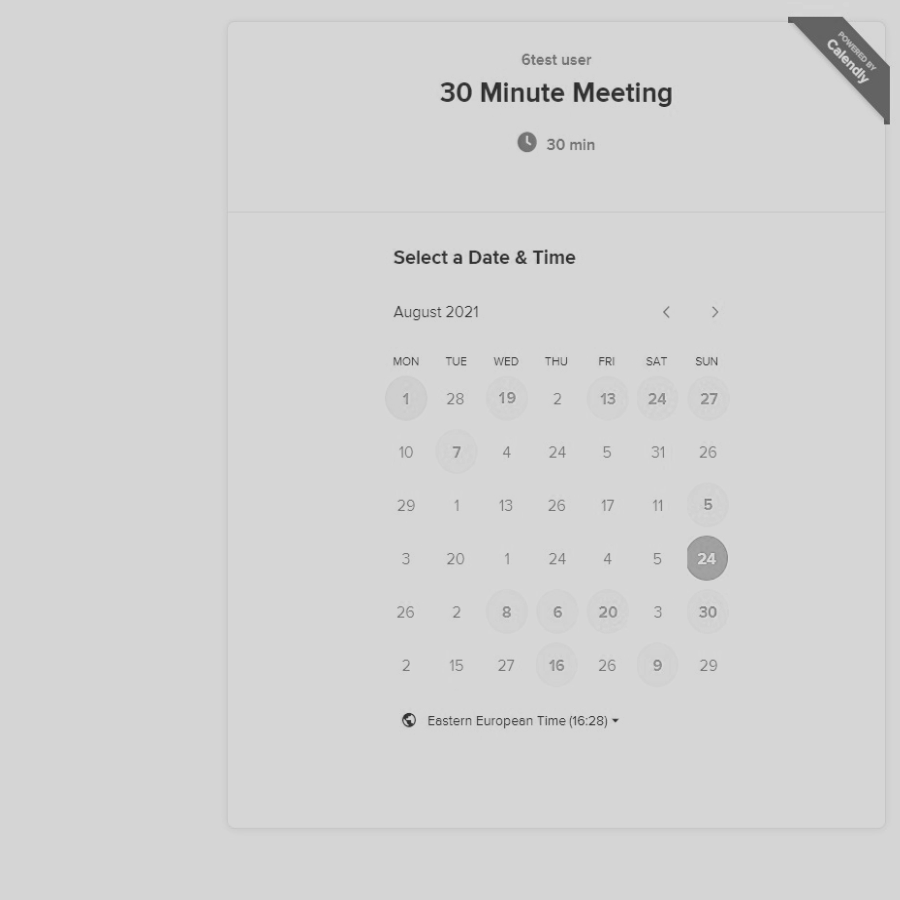 POWERED BY
Calendly
6test user
30 Minute Meeting
30 min
Select a Date & Time
August 2021
MON TUE WED THU FRI SAT SUN
1 28 19 2 13 24 27
10 7 4 24 5 31 26
29 1 13 26 17 11 5
3 20 1 24 4 5 24
26 2 8 6 20 3 30
2 15 27 16 26 9 29
Eastern European Time (16:28)